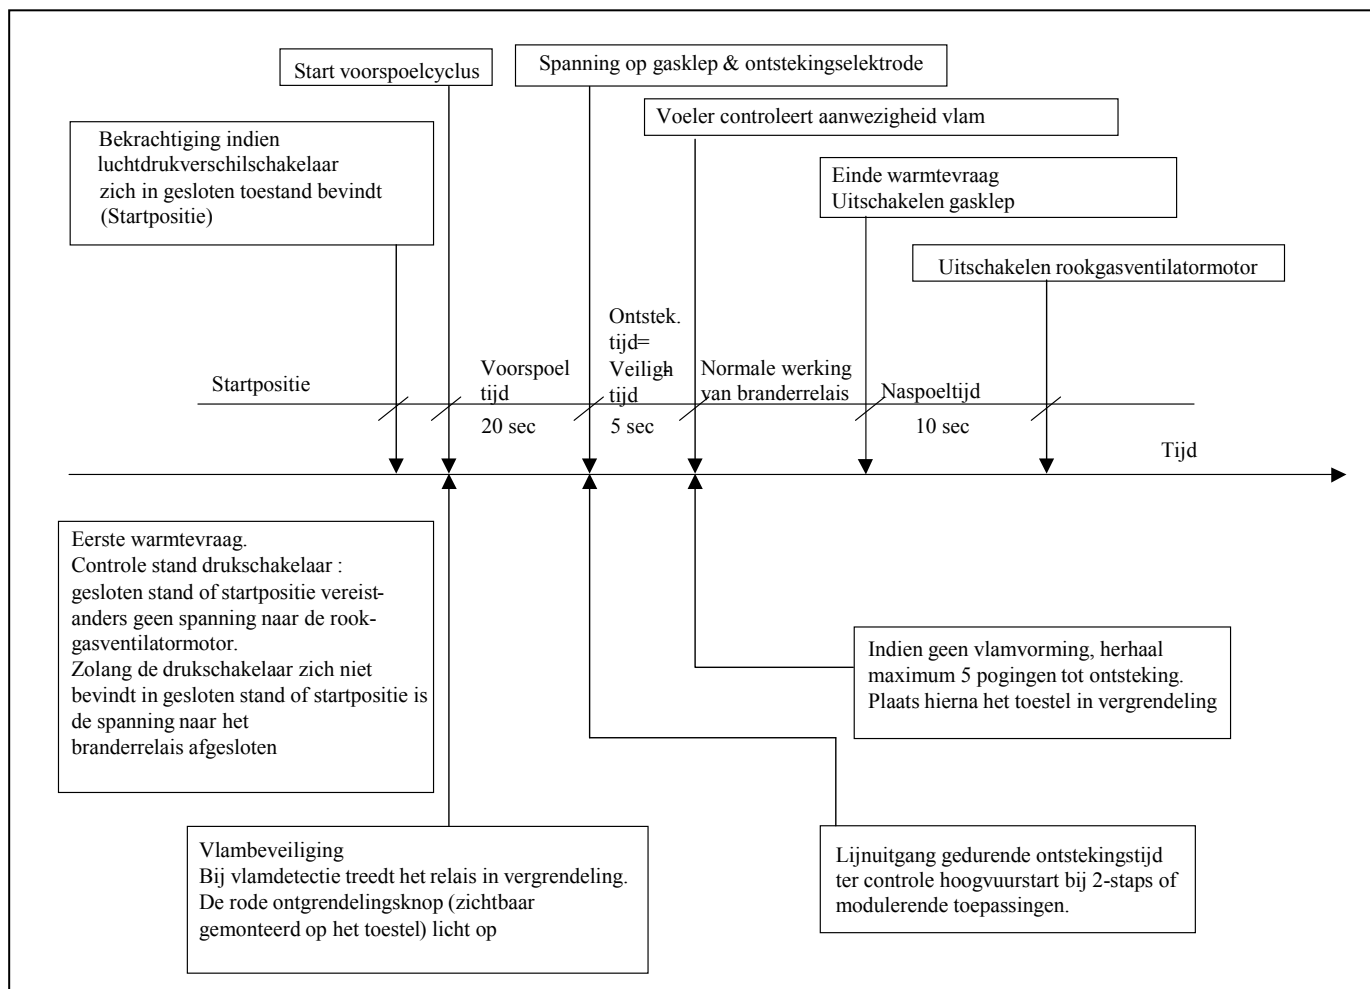 Start voorspoelcyclus
Spanning op gasklep & ontstekingselektrode
Voeler controleert aanwezigheid vlam
Bekrachtiging indien
luchtdrukverschilschakelaar
zich in gesloten toestand bevindt
(Startpositie)
Einde warmtevraag
Uitschakelen gasklep
Uitschakelen rookgasventilatormotor
Startpositie
Voorspoel
tijd
20 sec
Ontstek.
tijd=
Veiligh-
tijd
5 sec
Normale werking
van branderrelais
Naspoeltijd
10 sec
Tijd
Eerste warmtevraag.
Controle stand drukschakelaar :
gesloten stand of startpositie vereist-
anders geen spanning naar de rook-
gasventilatormotor.
Zolang de drukschakelaar zich niet
bevindt in gesloten stand of startpositie is
de spanning naar het
branderrelais afgesloten
Indien geen vlamvorming, herhaal
maximum 5 pogingen tot ontsteking.
Plaats hierna het toestel in vergrendeling
Vlambeveiliging
Bij vlamdetectie treedt het relais in vergrendeling.
De rode ontgrendelingsknop (zichtbaar
gemonteerd op het toestel) licht op
Lijnuitgang gedurende ontstekingstijd
ter controle hoogvuurstart bij 2-staps of
modulerende toepassingen.